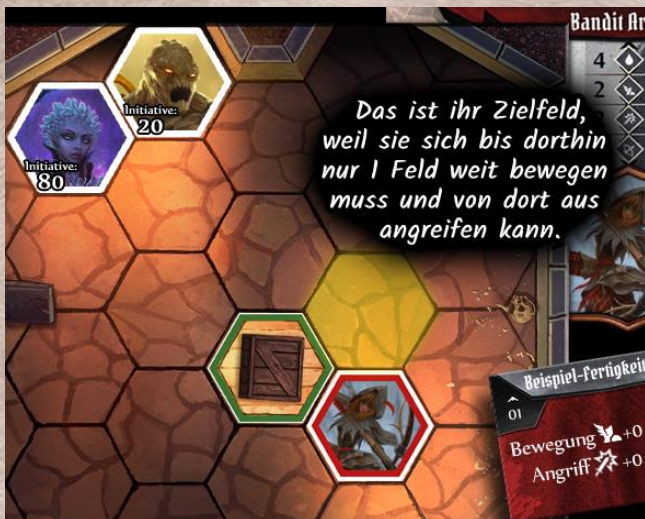 Bandit Ar
4
2
Initiative:
20
Initiative:
80
Das ist ihr Zielfeld,
weil sie sich bis dorthin
nur 1 Feld weit bewegen
muss und von dort aus
angreifen kann.
Beispiel-Fertigkeit
01
Bewegung +0
Angriff +0